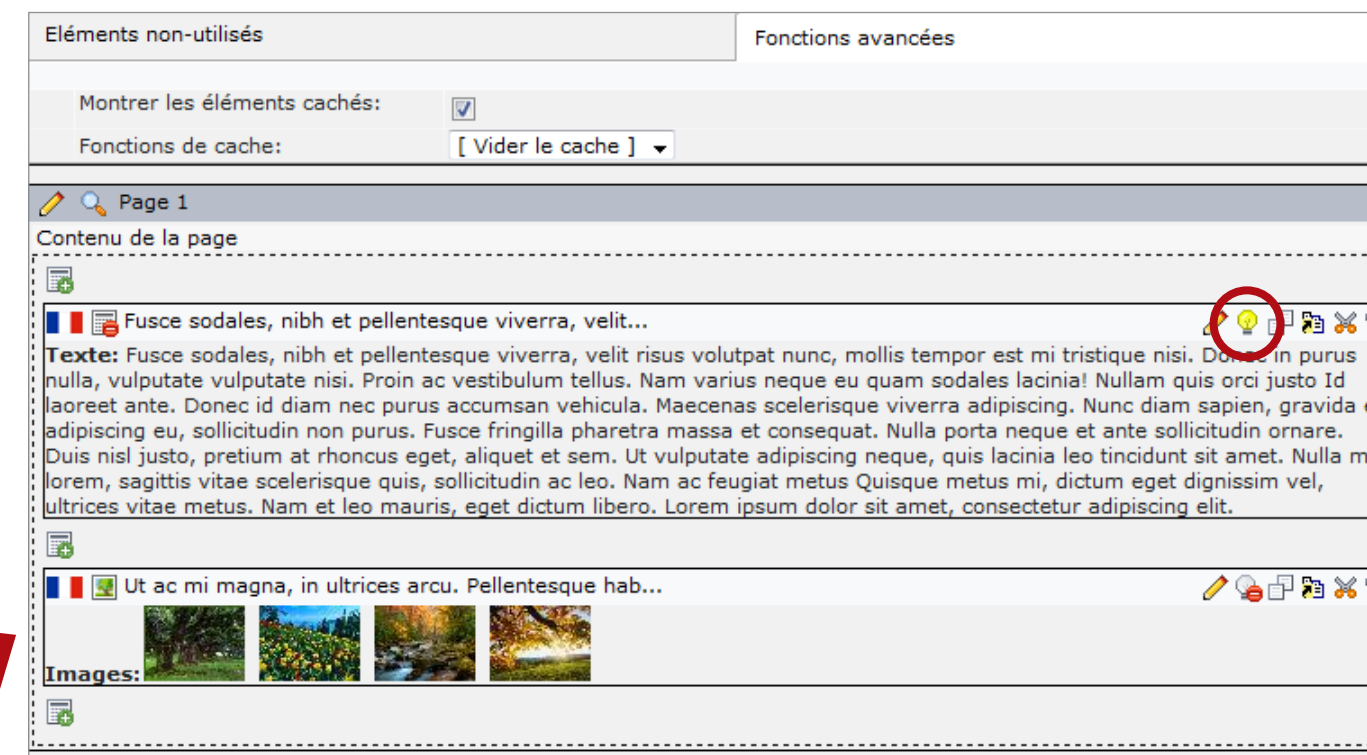 Eléments non-utilisés
Fonctions avancées
Montrer les éléments cachés:
Fonctions de cache:
[ Vider le cache ]
Page 1
Contenu de la page
Fusce sodales, nibh et pellentesque viverra, velit...
Texte: Fusce sodales, nibh et pellentesque viverra, velit risus volutpat nunc, mollis tempor est mi tristique nisi. Donec in purus
nulla, vulputate vulputate nisi. Proin ac vestibulum tellus. Nam varius neque eu quam sodales lacinia! Nullam quis orci justo Id
laoreet ante. Donec id diam nec purus accumsan vehicula. Maecenas scelerisque viverra adipiscing. Nunc diam sapien, gravida
adipiscing eu, sollicitudin non purus. Fusce fringilla pharetra massa et consequat. Nulla porta neque et ante sollicitudin ornare.
Duis nisl justo, pretium at rhoncus eget, aliquet et sem. Ut vulputate adipiscing neque, quis lacinia leo tincidunt sit amet. Nulla
lorem, sagittis vitae scelerisque quis, sollicitudin ac leo. Nam ac feugiat metus Quisque metus mi, dictum eget dignissim vel,
ultrices vitae metus. Nam et leo mauris, eget dictum libero. Lorem ipsum dolor sit amet, consectetur adipiscing elit.
Ut ac mi magna, in ultrices arcu. Pellentesque hab...
Images: